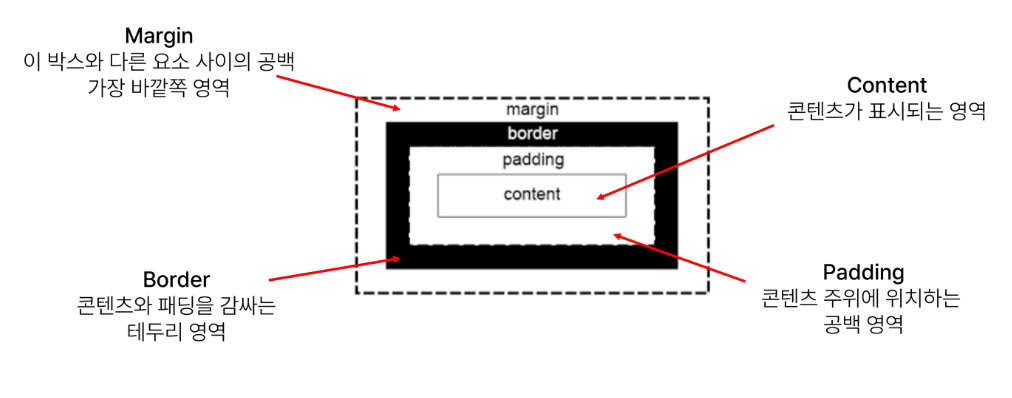 Margin
이 박스와 다른 요소 사이의 공백
가장 바깥쪽 영역
Content
콘텐츠가 표시되는 영역
margin
border
padding
content
Border
콘텐츠와 패딩을 감싸는
테두리 영역
Padding
콘텐츠 주위에 위치하는
공백 영역